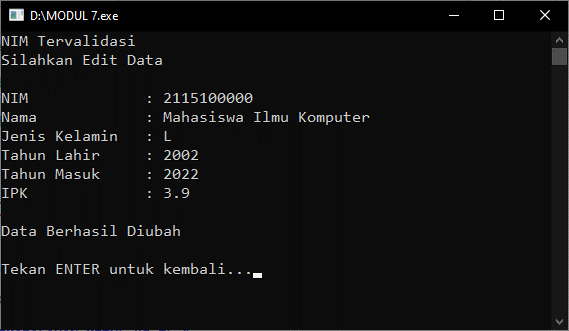 D:\MODUL 7.exe
NIM Tervalidasi
Silahkan Edit Data
NIM : 2115100000
Nama : Mahasiswa Ilmu Komputer
Jenis Kelamin : L
Tahun Lahir : 2002
Tahun Masuk : 2022
IPK : 3.9
Data Berhasil Diubah
Tekan ENTER untuk kembali...